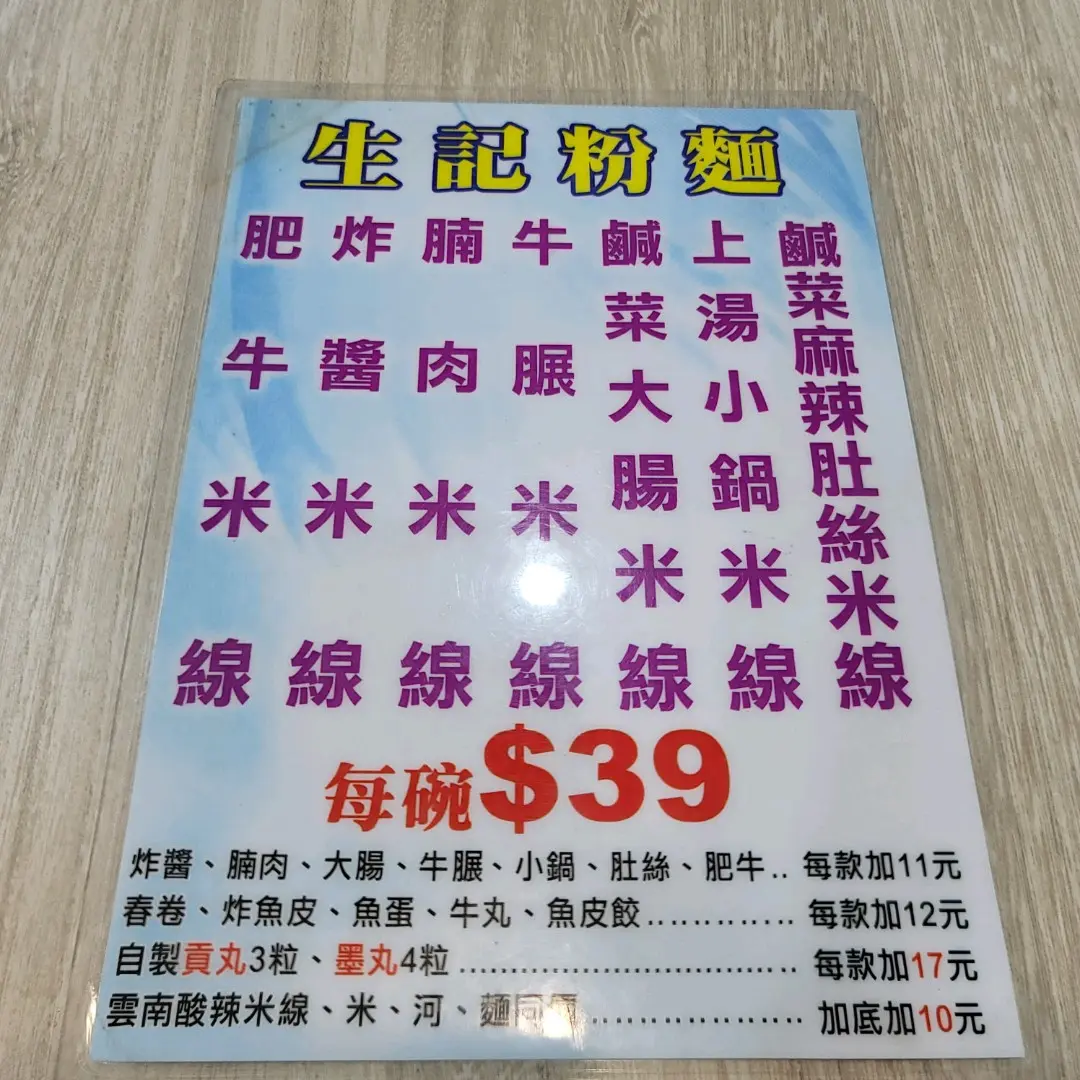 生記粉麵
鹹菜麻辣肚絲米線
上湯小鍋米線
鹹菜大腸米線
牛𦟌米線
腩肉米線
炸醬米線
肥牛米線
每碗$39
炸醬、腩肉、大腸、牛𦟌、小鍋、肚絲、肥牛.. 每款加11元
春卷、炸魚皮、魚蛋、牛丸、魚皮餃............. 每款加12元
自製貢丸3粒、墨丸4粒.................................. 每款加17元
雲南酸辣米線、米、河、麵同.................... 加底加10元